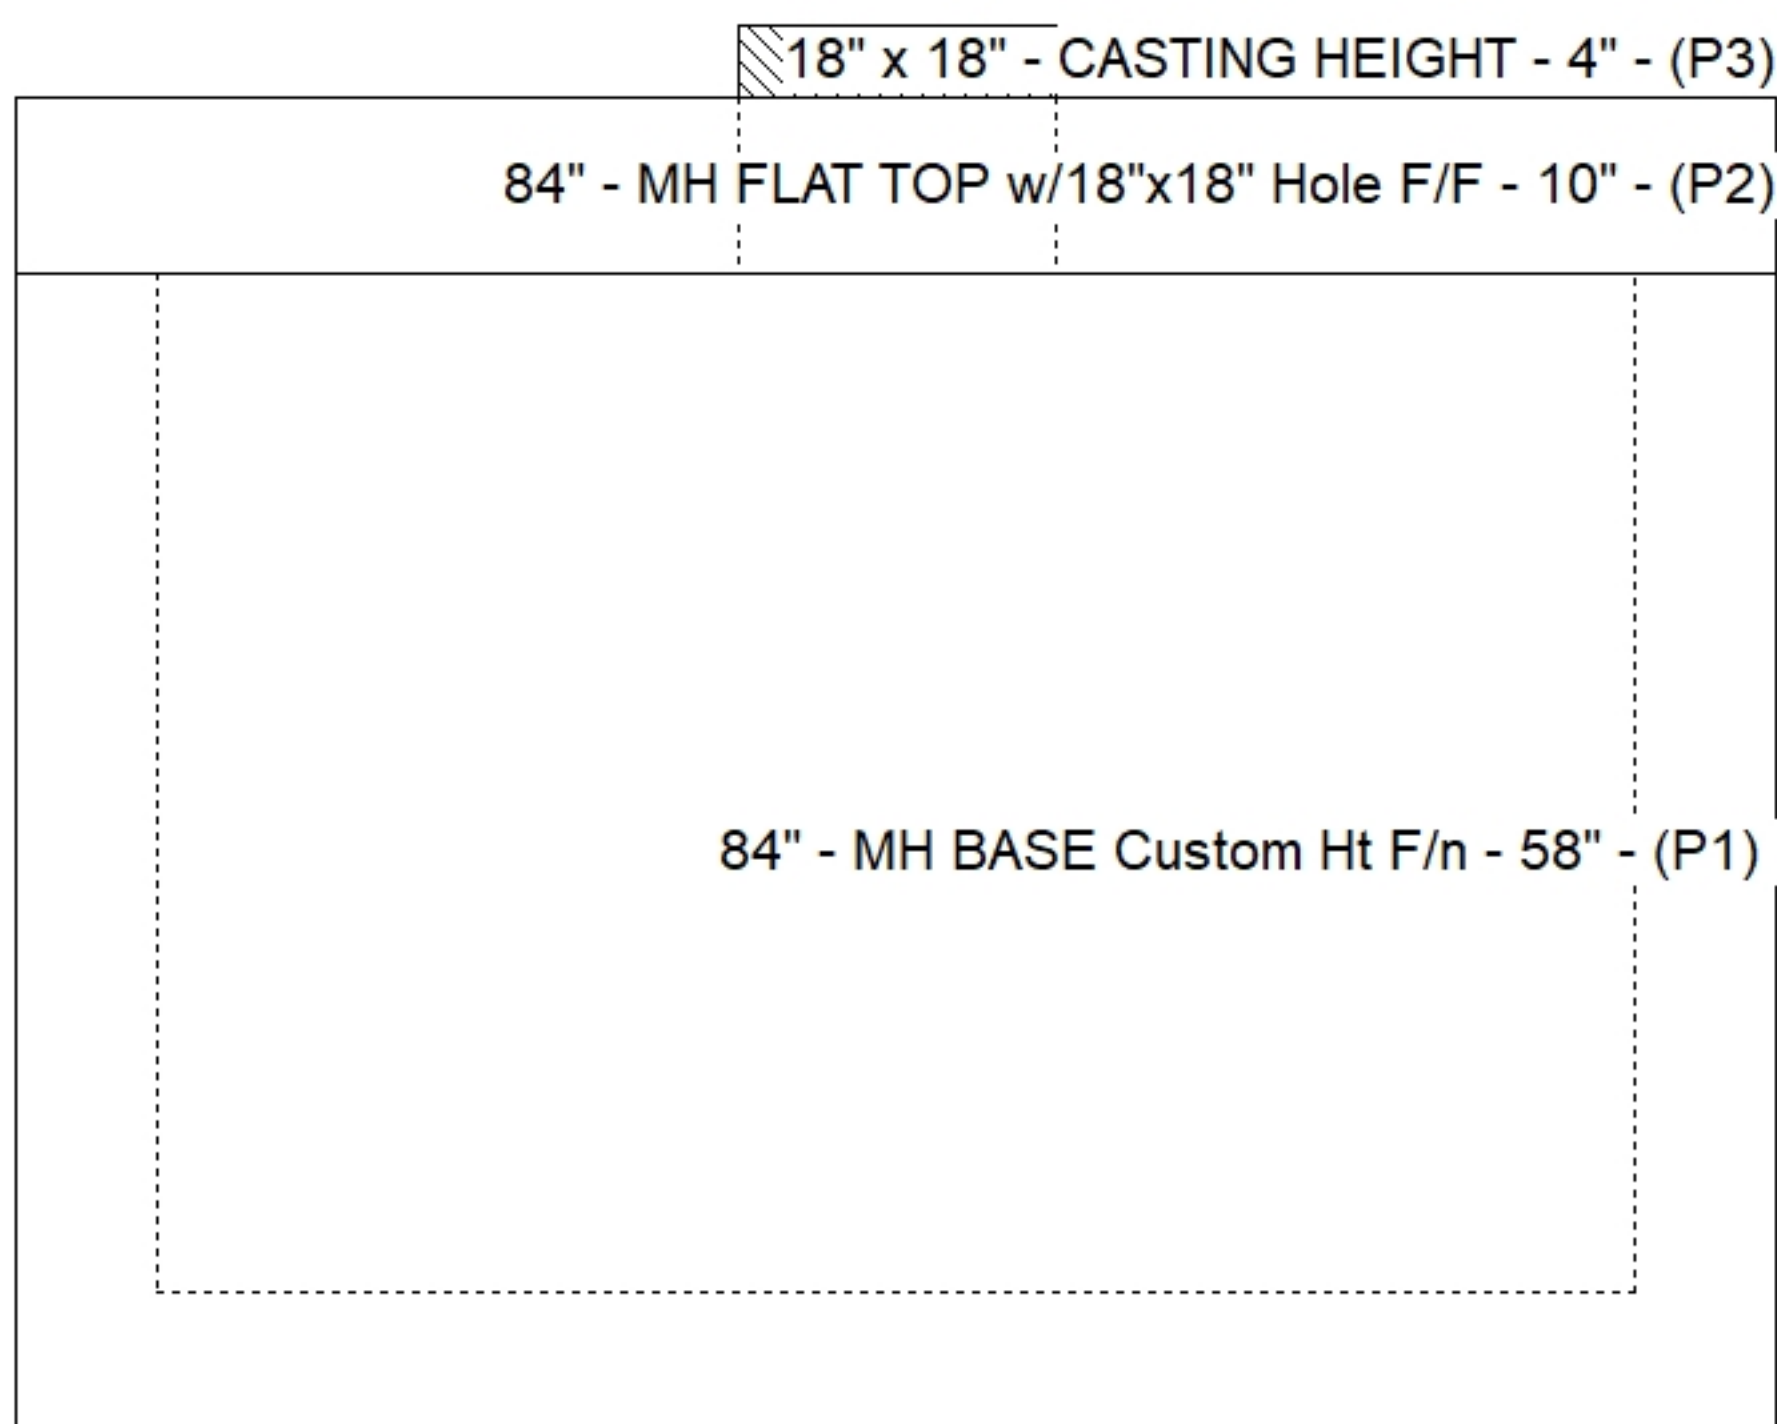 18" x 18" - CASTING HEIGHT - 4" - (P3)
84" - MH FLAT TOP w/18"x18" Hole F/F - 10" - (P2)
84" - MH BASE Custom Ht F/n - 58" - (P1)